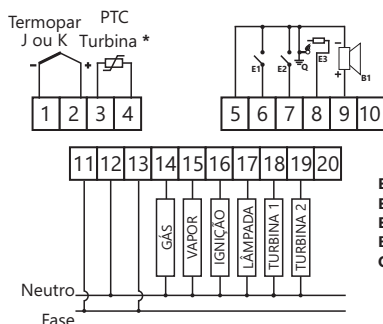 Termopar PTC
J ou K Turbina *
- + E1 E2 Q E3 - + B1
1 2 3 4 5 6 7 8 9 10
11 12 13 14 15 16 17 18 19 20
GÁS
VAPOR
IGNIÇÃO
LÂMPADA
TURBINA 1
TURBINA 2
Neutro
Fase